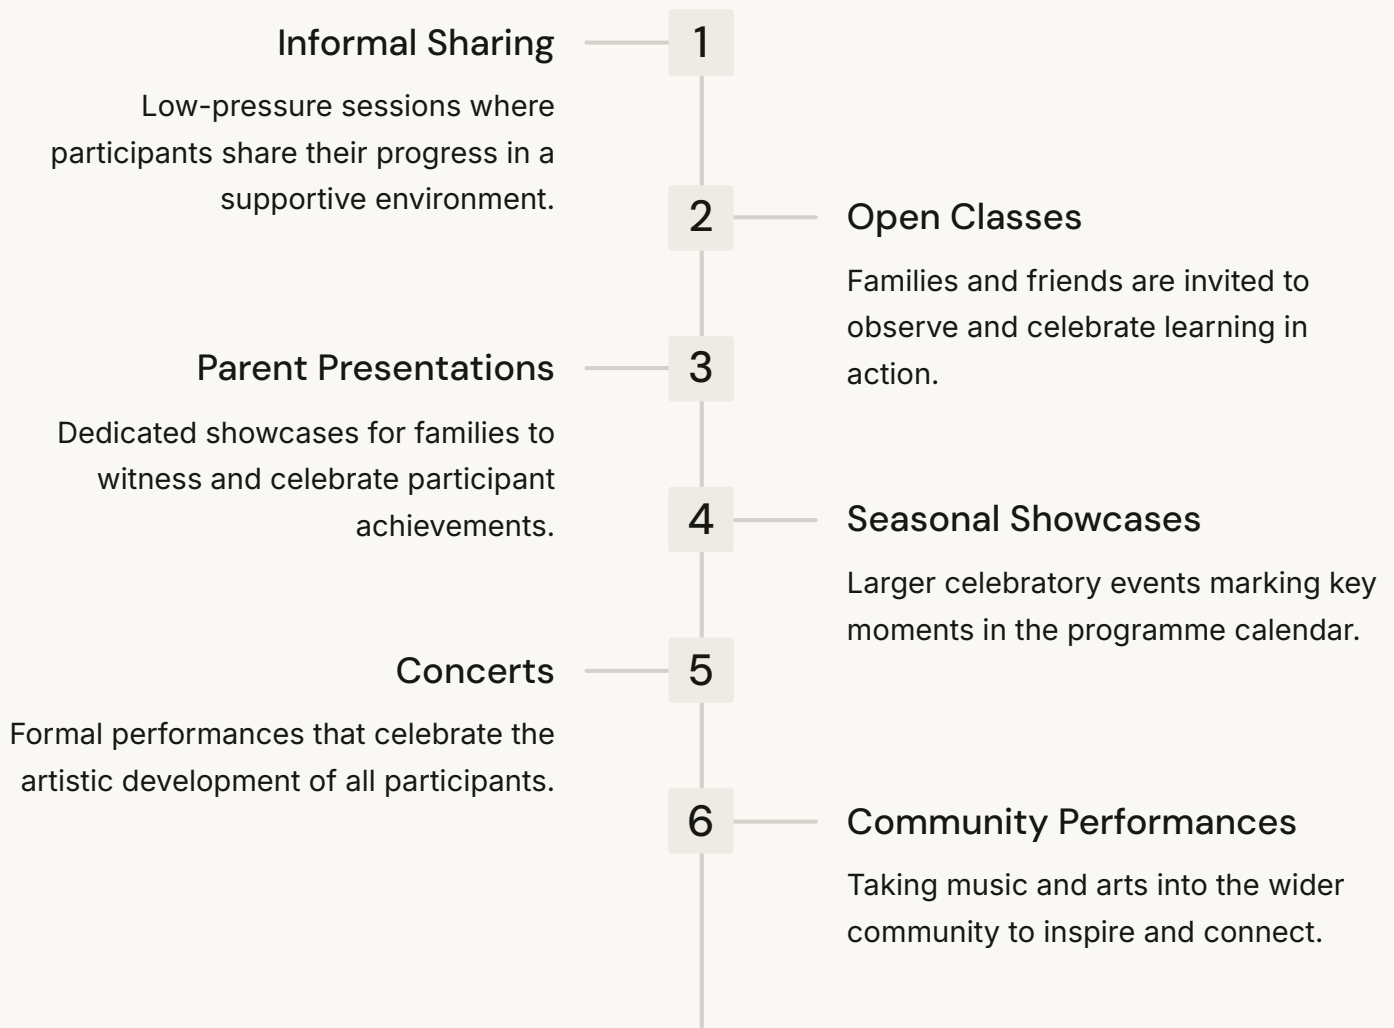 Informal Sharing
1
Low-pressure sessions where
participants share their progress in a
supportive environment.
2
Open Classes
Families and friends are invited to
observe and celebrate learning in
action.
Parent Presentations
3
Dedicated showcases for families to
witness and celebrate participant
achievements.
4
Seasonal Showcases
Larger celebratory events marking key
moments in the programme calendar.
Concerts
5
Formal performances that celebrate the
artistic development of all participants.
6
Community Performances
Taking music and arts into the wider
community to inspire and connect.